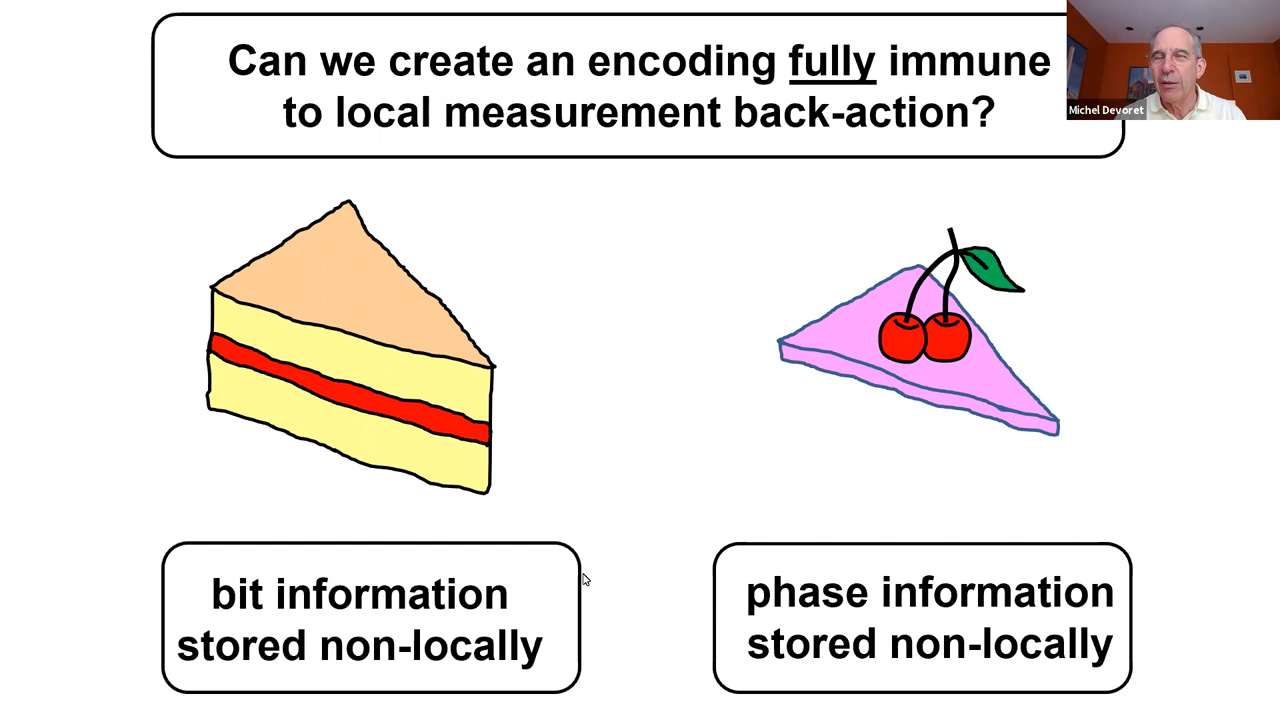 Can we create an encoding fully immune
to local measurement back-action?
Michel Devoret
bit information
stored non-locally
phase information
stored non-locally